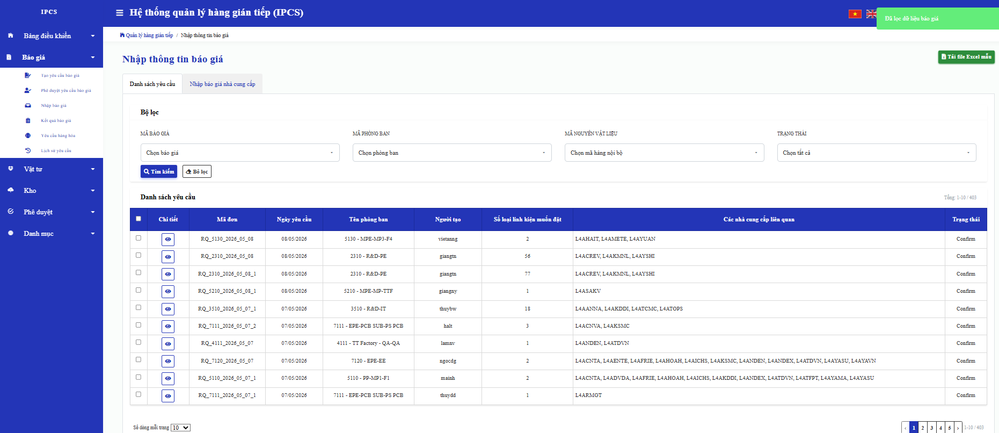 IPCS
Hệ thống quản lý hàng gián tiếp (IPCS)
Đã lọc dữ liệu báo giá
Bảng điều khiển
Báo giá
Tạo yêu cầu báo giá
Phê duyệt yêu cầu báo giá
Nhập báo giá
Kết quả báo giá
Yêu cầu hàng hóa
Lịch sử yêu cầu
Vật tư
Kho
Phê duyệt
Danh mục
Quản lý hàng gián tiếp / Nhập thông tin báo giá
Nhập thông tin báo giá
Tải file Excel mẫu
Danh sách yêu cầu
Nhập báo giá nhà cung cấp
Bộ lọc
MÃ BÁO GIÁ
MÃ PHÒNG BAN
MÃ NGUYÊN VẬT LIỆU
TRẠNG THÁI
Chọn báo giá
Chọn phòng ban
Chọn mã hàng nội bộ
Chọn tất cả
Tìm kiếm
Bỏ lọc
Danh sách yêu cầu
Tổng: 1-10 / 403
Chi tiết Mã đơn Ngày yêu cầu Tên phòng ban Người tạo Số loại linh kiện muốn đặt Các nhà cung cấp liên quan Trạng thái
RQ_5130_2026_05_08 08/05/2026 5130 - MPE-MP3-F4 vietanng 2 L4AHAIT, L4AMETE, L4AYUAN Confirm
RQ_2310_2026_05_08 08/05/2026 2310 - R&D-PE giangtn 56 L4ACREV, L4AKMNL, L4AYSHI Confirm
RQ_2310_2026_05_08_1 08/05/2026 2310 - R&D-PE giangtn 77 L4ACREV, L4AKMNL, L4AYSHI Confirm
RQ_5210_2026_05_08_1 08/05/2026 5210 - MPE-MP-TTF giangny 1 L4ASAKV Confirm
RQ_3510_2026_05_07_1 07/05/2026 3510 - R&D-IT thuybw 18 L4AANNA, L4AKDDI, L4ATCMC, L4ATOPS Confirm
RQ_7111_2026_05_07_2 07/05/2026 7111 - EPE-PCB SUB-PS PCB halt 3 L4ACNVA, L4AKSMC Confirm
RQ_4111_2026_05_07 07/05/2026 4111 - TT Factory - QA-QA lamnv 1 L4ANDEN, L4ATDVN Confirm
RQ_7120_2026_05_07 07/05/2026 7120 - EPE-EE ngocdg 2 L4ACNTA, L4AENTE, L4AFRIE, L4AHOAH, L4AICHS, L4AKSMC, L4ANDEN, L4ANDEX, L4ATDVN, L4AYASU, L4AYAVN Confirm
RQ_5110_2026_05_07_1 07/05/2026 5110 - PP-MP1-F1 mainh 2 L4ACNTA, L4ADVDA, L4AFRIE, L4AHOAH, L4AICHS, L4AKDDI, L4ANDEX, L4ATDVN, L4ATFPT, L4AYAMA, L4AYASU Confirm
RQ_7111_2026_05_07_1 07/05/2026 7111 - EPE-PCB SUB-PS PCB thuydd 1 L4ARMGT Confirm
Số dòng mỗi trang 10
‹ 1 2 3 4 5 › 1-10 / 403